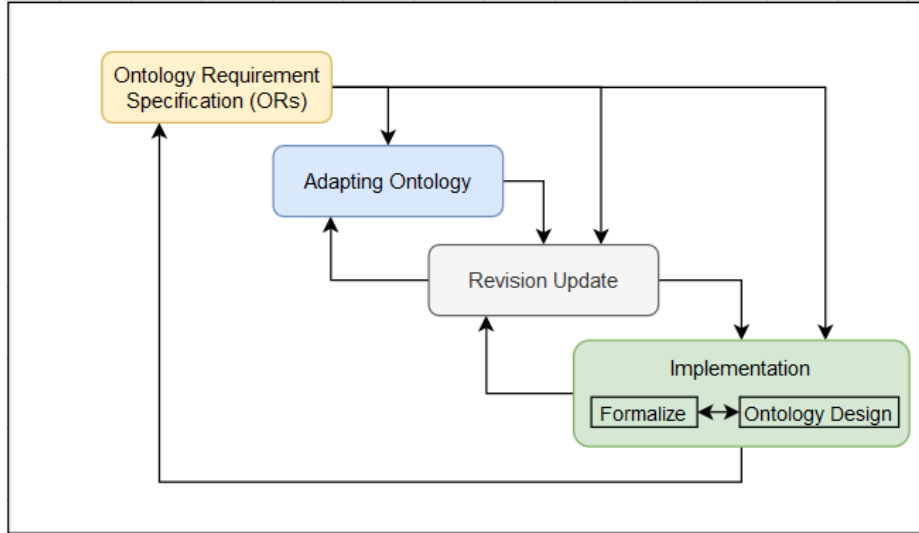 Ontology Requirement
Specification (ORs)
Adapting Ontology
Revision Update
Implementation
Formalize
Ontology Design